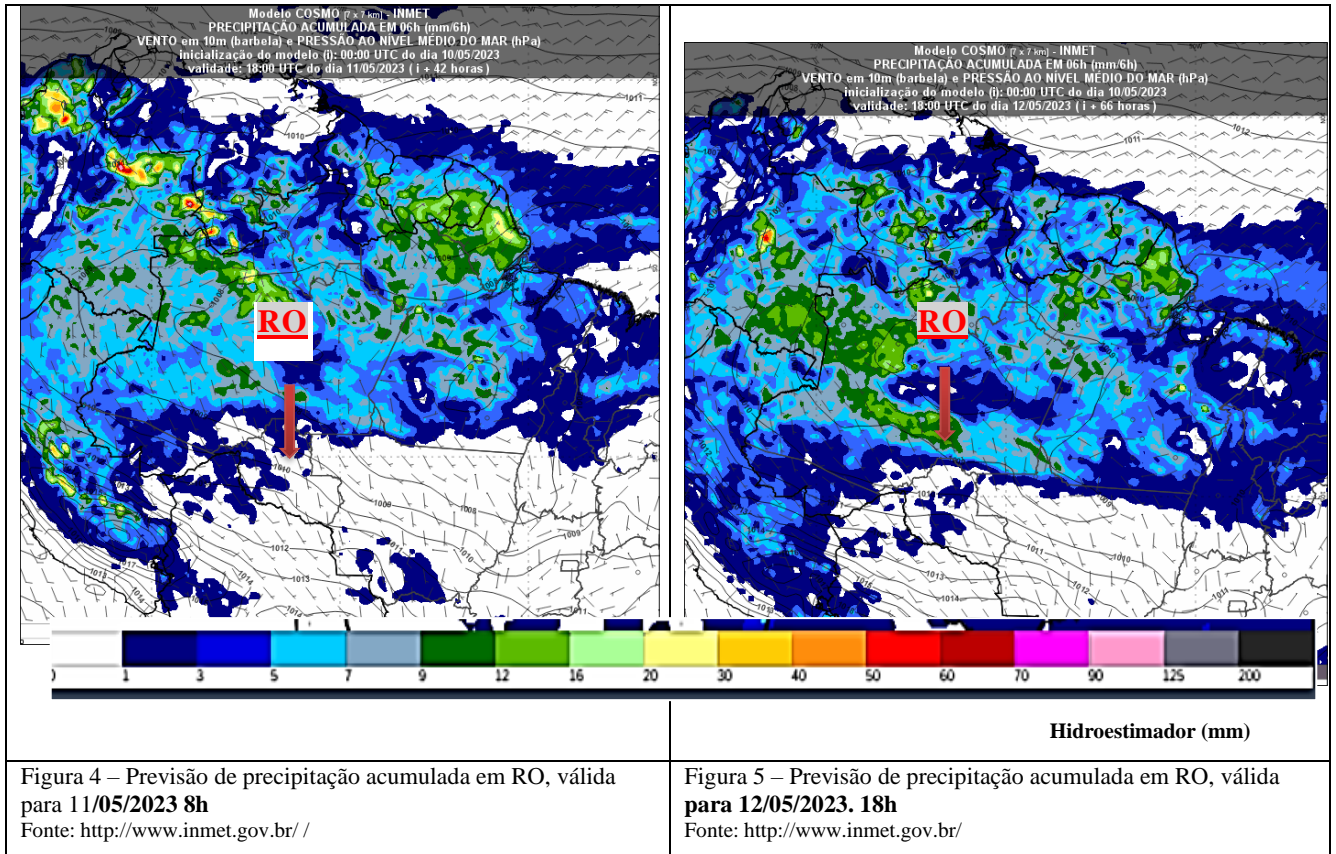 Modelo COSMO (7 x 7 km) - INMET
PRECIPITAÇÃO ACUMULADA EM 06h (mm/6h)
VENTO em 10m (barbela) e PRESSÃO AO NÍVEL MÉDIO DO MAR (hPa)
inicialização do modelo (i): 00:00 UTC do dia 10/05/2023
validade: 18:00 UTC do dia 11/05/2023 ( i + 42 horas )
1011
1010
RO
1010
1008
1009
1012
1011
1010
1013
1014
Modelo COSMO (7 x 7 km) - INMET
PRECIPITAÇÃO ACUMULADA EM 06h (mm/6h)
VENTO em 10m (barbela) e PRESSÃO AO NÍVEL MÉDIO DO MAR (hPa)
inicialização do modelo (i): 00:00 UTC do dia 10/05/2023
validade: 18:00 UTC do dia 12/05/2023 ( i + 66 horas )
1012
1011
RO
1011
1010
1013
1014
1 3 5 7 9 12 16 20 30 40 50 60 70 90 125 200
Hidroestimador (mm)
Figura 4 – Previsão de precipitação acumulada em RO, válida
para 11/05/2023 8h
Fonte: http://www.inmet.gov.br/ /
Figura 5 – Previsão de precipitação acumulada em RO, válida
para 12/05/2023. 18h
Fonte: http://www.inmet.gov.br/